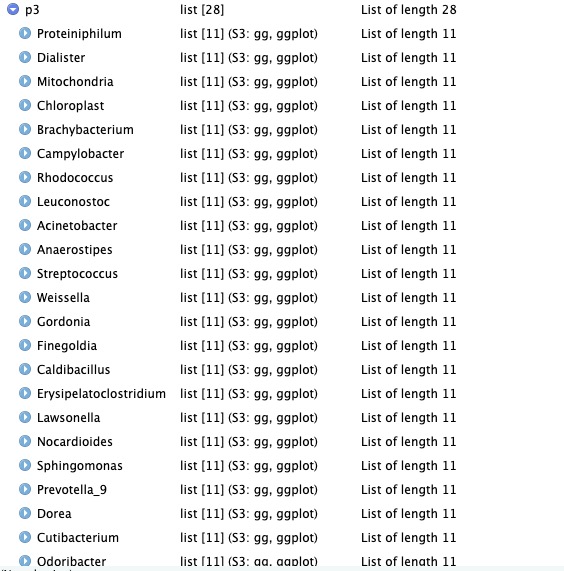 p3 list [28] List of length 28
Proteiniphilum list [11] (S3: gg, ggplot) List of length 11
Dialister list [11] (S3: gg, ggplot) List of length 11
Mitochondria list [11] (S3: gg, ggplot) List of length 11
Chloroplast list [11] (S3: gg, ggplot) List of length 11
Brachybacterium list [11] (S3: gg, ggplot) List of length 11
Campylobacter list [11] (S3: gg, ggplot) List of length 11
Rhodococcus list [11] (S3: gg, ggplot) List of length 11
Leuconostoc list [11] (S3: gg, ggplot) List of length 11
Acinetobacter list [11] (S3: gg, ggplot) List of length 11
Anaerostipes list [11] (S3: gg, ggplot) List of length 11
Streptococcus list [11] (S3: gg, ggplot) List of length 11
Weissella list [11] (S3: gg, ggplot) List of length 11
Gordonia list [11] (S3: gg, ggplot) List of length 11
Finegoldia list [11] (S3: gg, ggplot) List of length 11
Caldibacillus list [11] (S3: gg, ggplot) List of length 11
Erysipelatoclostridium list [11] (S3: gg, ggplot) List of length 11
Lawsonella list [11] (S3: gg, ggplot) List of length 11
Nocardioides list [11] (S3: gg, ggplot) List of length 11
Sphingomonas list [11] (S3: gg, ggplot) List of length 11
Prevotella_9 list [11] (S3: gg, ggplot) List of length 11
Dorea list [11] (S3: gg, ggplot) List of length 11
Cutibacterium list [11] (S3: gg, ggplot) List of length 11
Odoribacter list [11] (S3: gg, ggplot) List of length 11